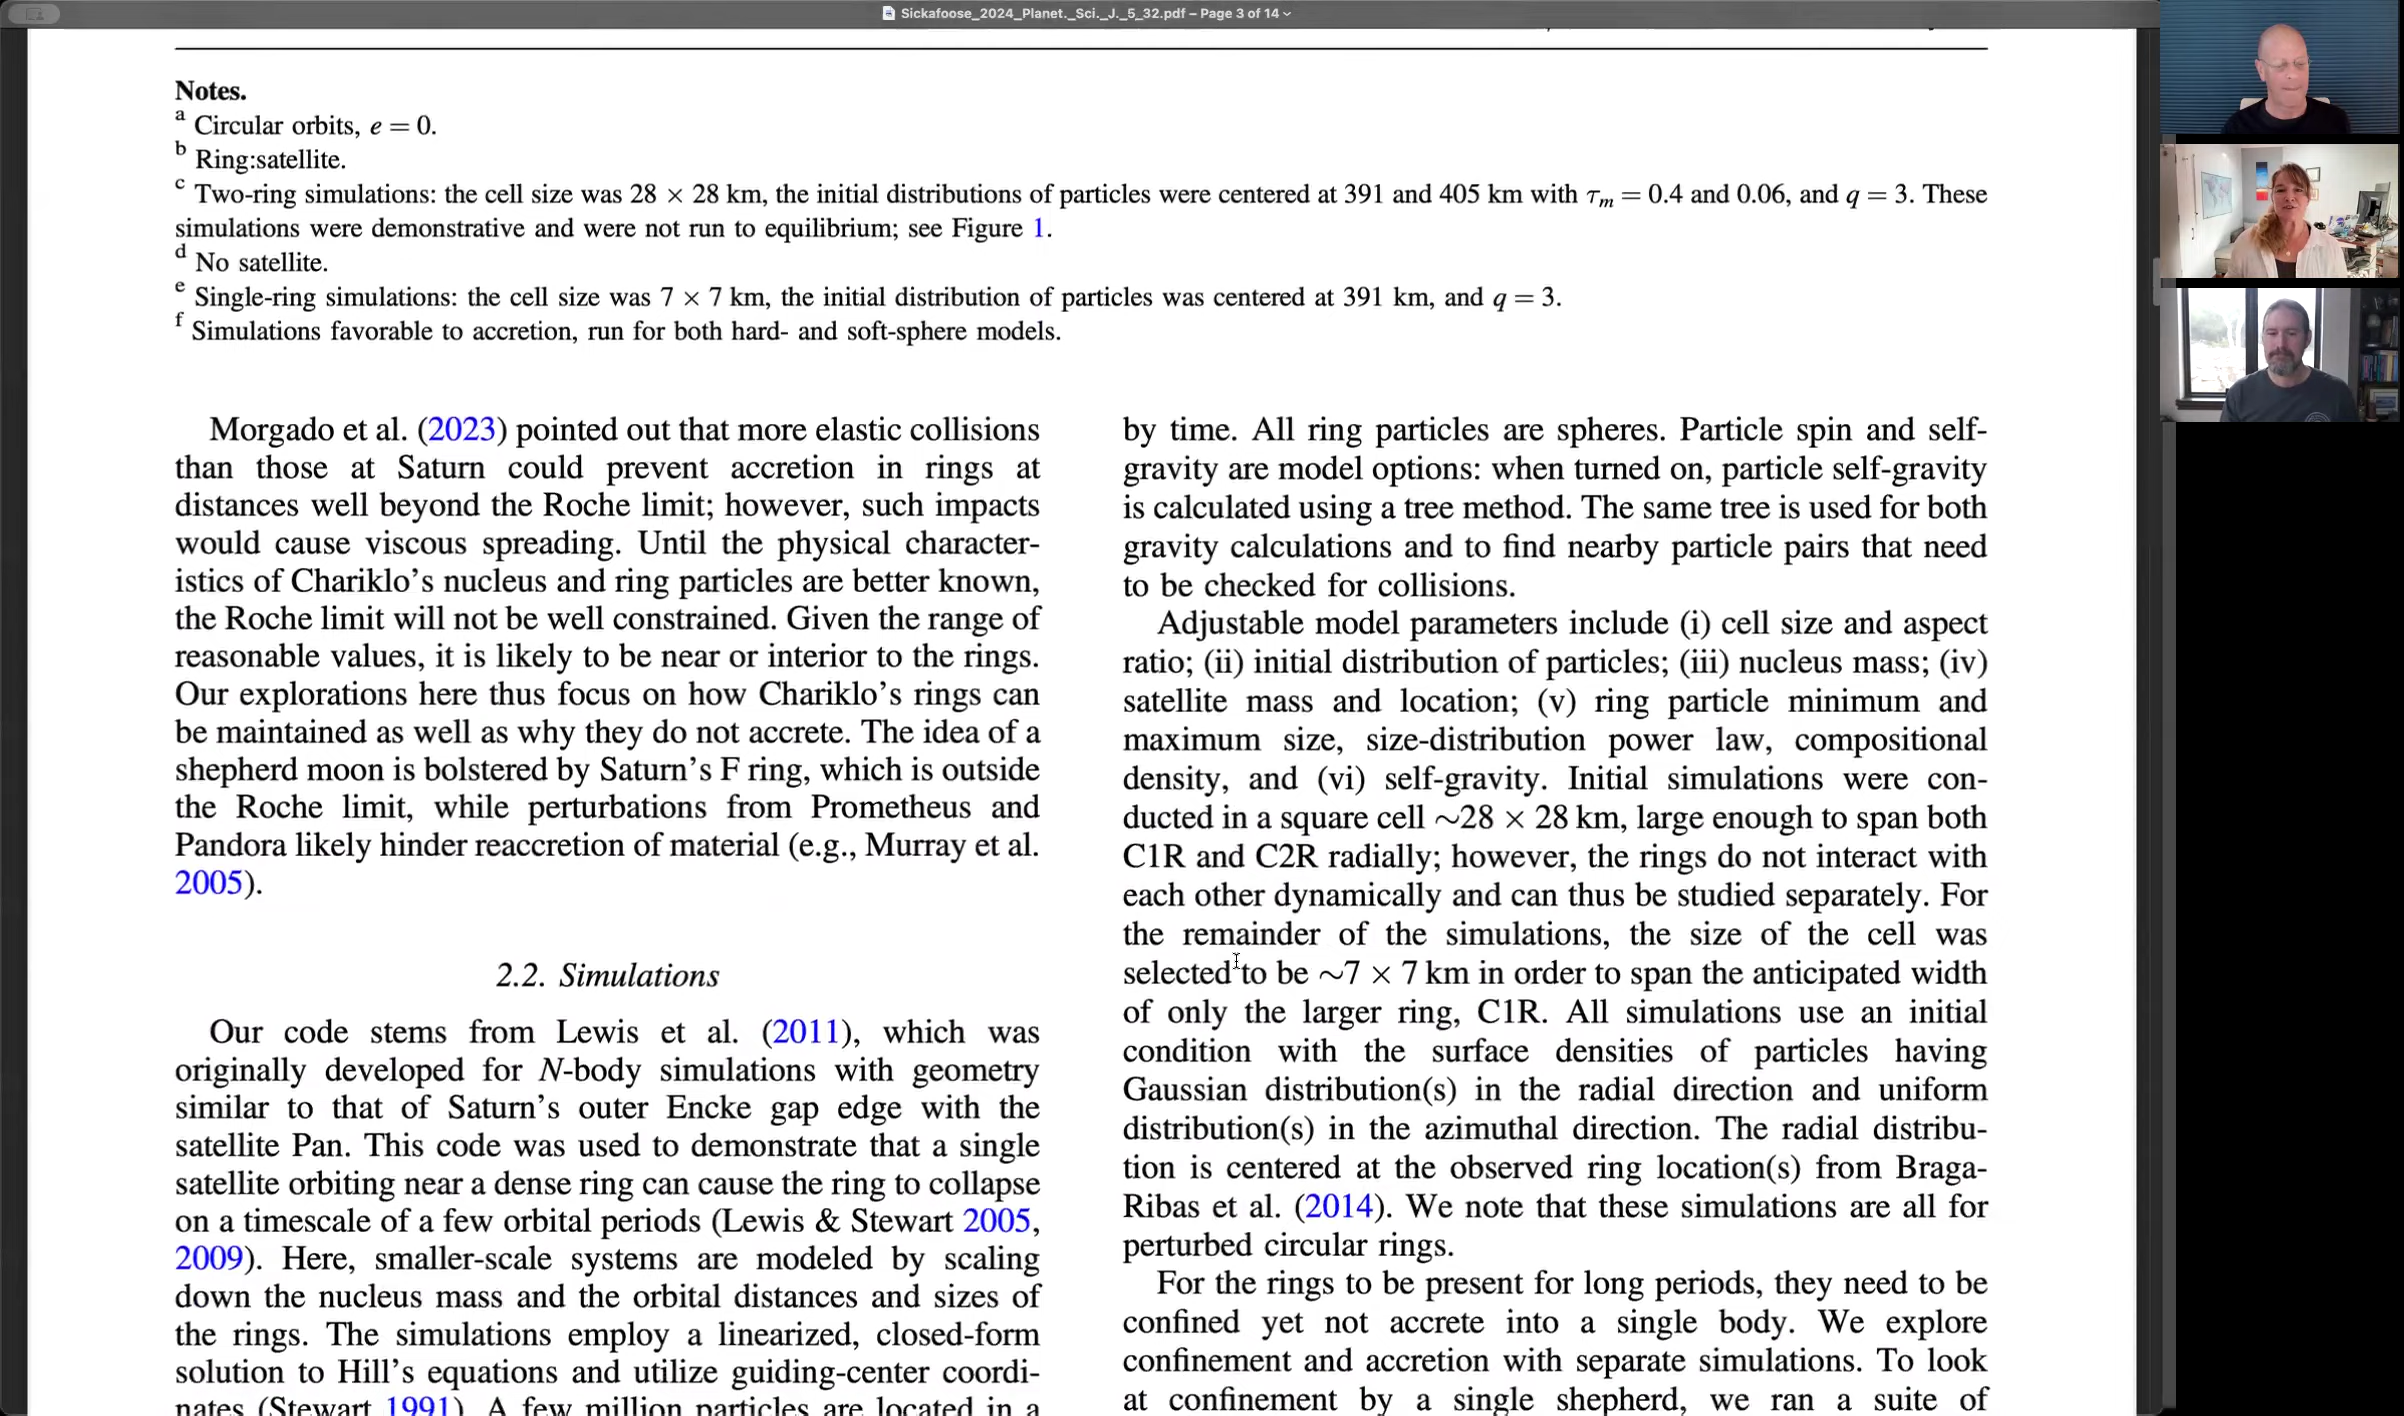 Sickafoose_2024_Planet._Sci._J._5_32.pdf – Page 3 of 14
Notes.
a Circular orbits, e = 0.
b Ring:satellite.
c Two-ring simulations: the cell size was 28 × 28 km, the initial distributions of particles were centered at 391 and 405 km with τm = 0.4 and 0.06, and q = 3. These
simulations were demonstrative and were not run to equilibrium; see Figure 1.
d No satellite.
e Single-ring simulations: the cell size was 7 × 7 km, the initial distribution of particles was centered at 391 km, and q = 3.
f Simulations favorable to accretion, run for both hard- and soft-sphere models.
Morgado et al. (2023) pointed out that more elastic collisions
than those at Saturn could prevent accretion in rings at
distances well beyond the Roche limit; however, such impacts
would cause viscous spreading. Until the physical character-
istics of Chariklo's nucleus and ring particles are better known,
the Roche limit will not be well constrained. Given the range of
reasonable values, it is likely to be near or interior to the rings.
Our explorations here thus focus on how Chariklo's rings can
be maintained as well as why they do not accrete. The idea of a
shepherd moon is bolstered by Saturn's F ring, which is outside
the Roche limit, while perturbations from Prometheus and
Pandora likely hinder reaccretion of material (e.g., Murray et al.
2005).
2.2. Simulations
Our code stems from Lewis et al. (2011), which was
originally developed for N-body simulations with geometry
similar to that of Saturn's outer Encke gap edge with the
satellite Pan. This code was used to demonstrate that a single
satellite orbiting near a dense ring can cause the ring to collapse
on a timescale of a few orbital periods (Lewis & Stewart 2005,
2009). Here, smaller-scale systems are modeled by scaling
down the nucleus mass and the orbital distances and sizes of
the rings. The simulations employ a linearized, closed-form
solution to Hill's equations and utilize guiding-center coordi-
nates (Stewart 1991). A few million particles are located in a
by time. All ring particles are spheres. Particle spin and self-
gravity are model options: when turned on, particle self-gravity
is calculated using a tree method. The same tree is used for both
gravity calculations and to find nearby particle pairs that need
to be checked for collisions.
Adjustable model parameters include (i) cell size and aspect
ratio; (ii) initial distribution of particles; (iii) nucleus mass; (iv)
satellite mass and location; (v) ring particle minimum and
maximum size, size-distribution power law, compositional
density, and (vi) self-gravity. Initial simulations were con-
ducted in a square cell ~28 × 28 km, large enough to span both
C1R and C2R radially; however, the rings do not interact with
each other dynamically and can thus be studied separately. For
the remainder of the simulations, the size of the cell was
selected to be ~7 × 7 km in order to span the anticipated width
of only the larger ring, C1R. All simulations use an initial
condition with the surface densities of particles having
Gaussian distribution(s) in the radial direction and uniform
distribution(s) in the azimuthal direction. The radial distribu-
tion is centered at the observed ring location(s) from Braga-
Ribas et al. (2014). We note that these simulations are all for
perturbed circular rings.
For the rings to be present for long periods, they need to be
confined yet not accrete into a single body. We explore
confinement and accretion with separate simulations. To look
at confinement by a single shepherd, we ran a suite of